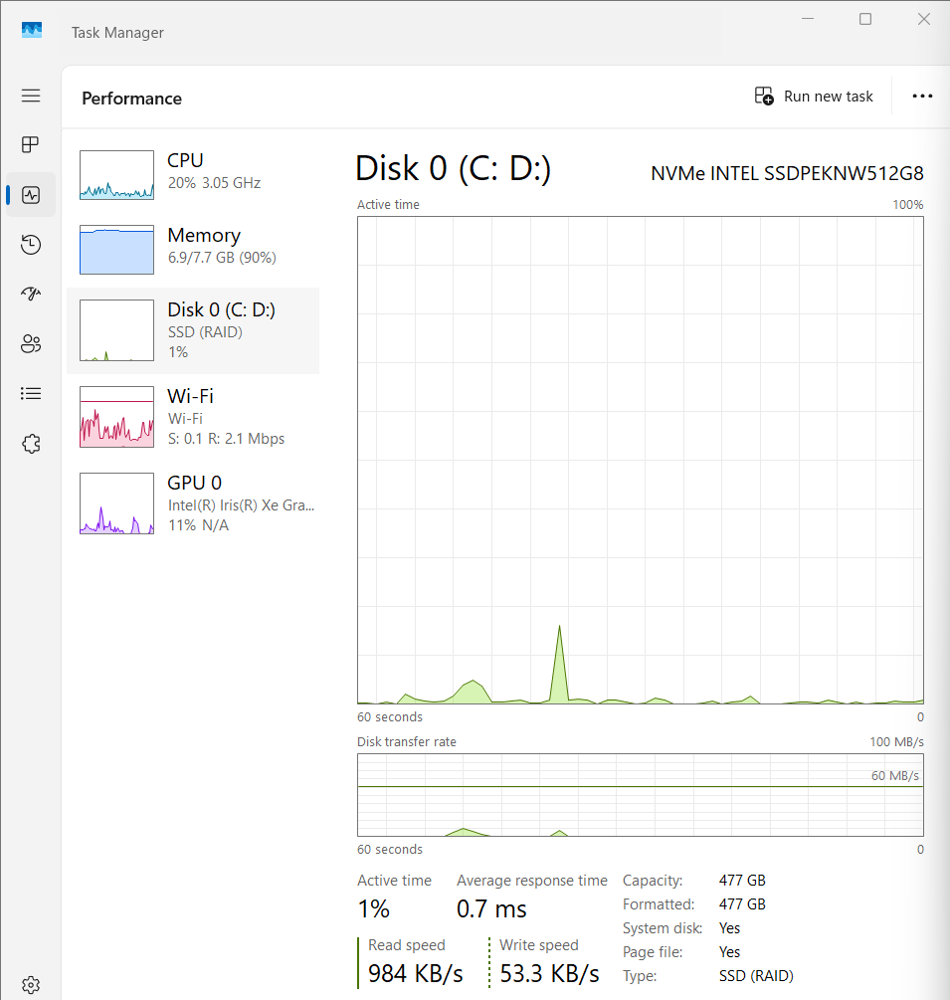 Task Manager
Performance
Run new task
CPU
20% 3.05 GHz
Memory
6.9/7.7 GB (90%)
Disk 0 (C: D:)
SSD (RAID)
1%
Wi-Fi
Wi-Fi
S: 0.1 R: 2.1 Mbps
GPU 0
Intel(R) Iris(R) Xe Gra...
11% N/A
Disk 0 (C: D:)
NVMe INTEL SSDPEKNW512G8
Active time
100%
60 seconds
0
Disk transfer rate
100 MB/s
60 MB/s
60 seconds
0
Active time
1%
Average response time
0.7 ms
Read speed
984 KB/s
Write speed
53.3 KB/s
Capacity: 477 GB
Formatted: 477 GB
System disk: Yes
Page file: Yes
Type: SSD (RAID)